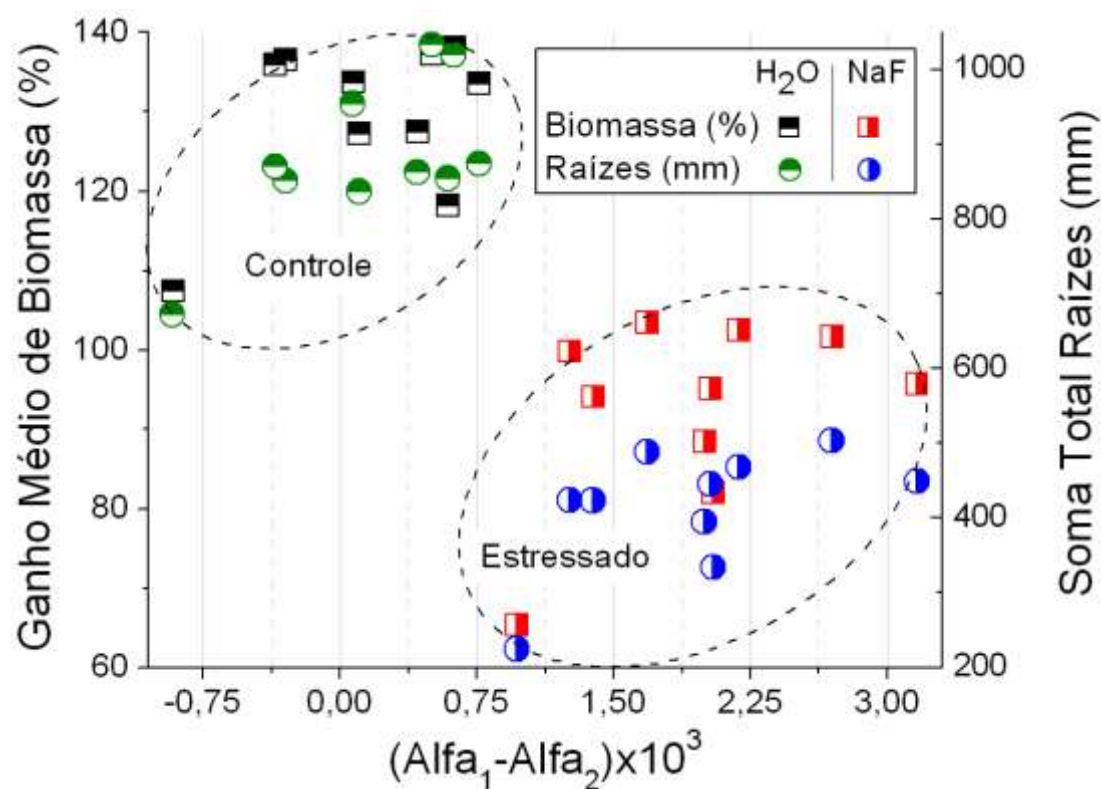 Ganho Médio de Biomassa (%)
140
120
100
80
60
H₂O NaF
Biomassa (%)
Raízes (mm)
Controle
Estressado
1000
800
600
400
200
Soma Total Raízes (mm)
-0,75 0,00 0,75 1,50 2,25 3,00
(Alfa₁-Alfa₂)x10³